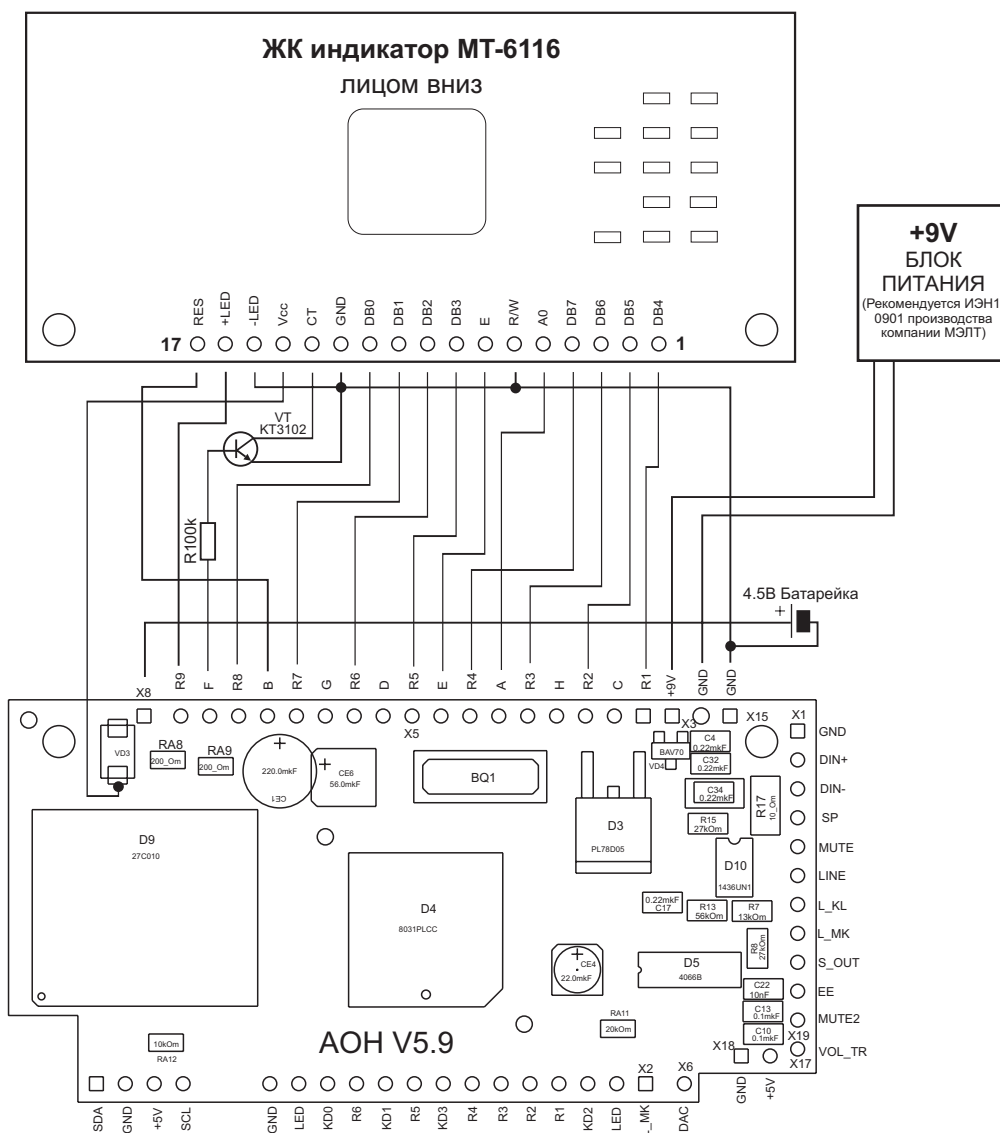 ЖК индикатор МТ-6116
лицом вниз
RES
+LED
-LED
Vcc
CT
GND
DB0
DB1
DB2
DB3
E
R/W
A0
DB7
DB6
DB5
DB4
17
1
+9V
БЛОК
ПИТАНИЯ
(Рекомендуется ИЭН1
0901 производства
компании МЭЛТ)
VT
КТ3102
R100k
4.5В Батарейка
+
X8
R9
F
R8
B
R7
G
R6
D
R5
E
R4
A
R3
H
R2
C
R1
+9V
GND
GND
X5
X3
X15
X1
VD3
RA8
200_Om
RA9
200_Om
220.0mkF
CE1
+
CE6
56.0mkF
+
BQ1
BAV70
VD4
C4
0.22mkF
C32
0.22mkF
C34
0.22mkF
R15
27kOm
R17
10_Om
D3
PL78D05
D10
1436UN1
D9
27C010
D4
8031PLCC
0.22mkF
C17
R13
56kOm
R7
13kOm
R8
27kOm
D5
4066B
+
CE4
22.0mkF
C22
10nF
C13
0.1mkF
C10
0.1mkF
RA11
20kOm
10kOm
RA12
АОН V5.9
GND
DIN+
DIN-
SP
MUTE
LINE
L_KL
L_MK
S_OUT
EE
MUTE2
VOL_TR
X18
X19
X17
GND
+5V
X2
X6
SDA
GND
+5V
SCL
GND
LED
KD0
R6
KD1
R5
KD3
R4
R3
R2
R1
KD2
LED
L_MK
DAC